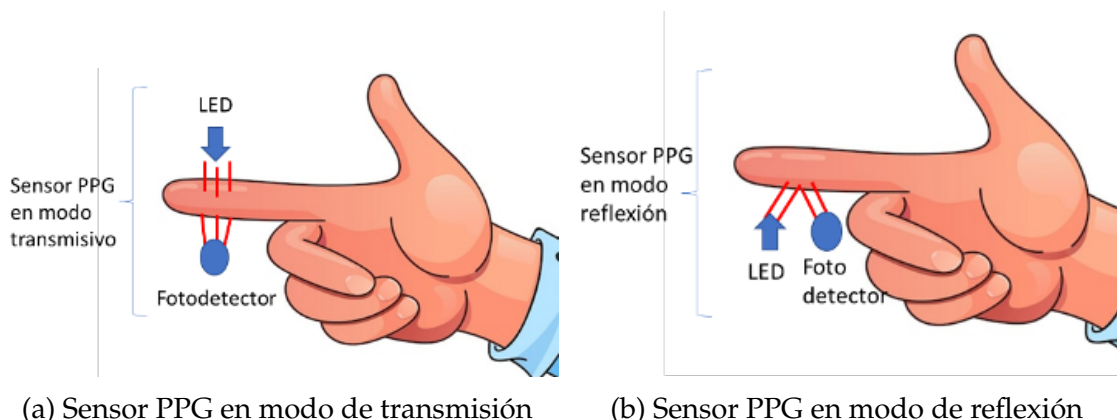 LED
Sensor PPG
en modo
transmisivo
Fotodetector
(a) Sensor PPG en modo de transmisión
Sensor PPG
en modo
reflexión
LED
Foto
detector
(b) Sensor PPG en modo de reflexión